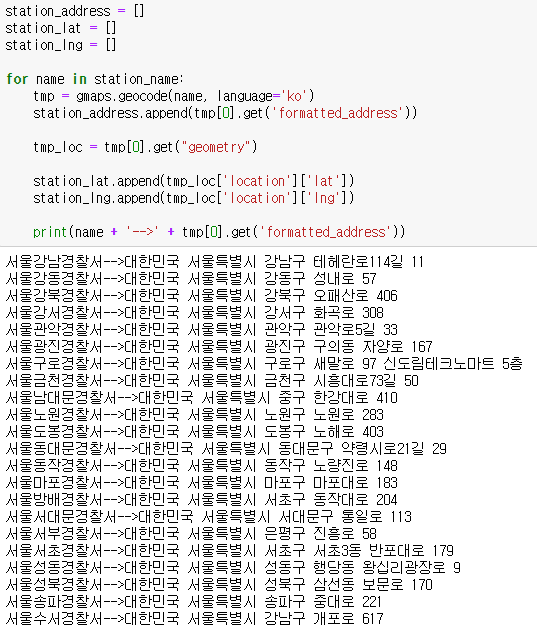 station_address = []
station_lat = []
station_lng = []
for name in station_name:
tmp = gmaps.geocode(name, language='ko')
station_address.append(tmp[0].get('formatted_address'))
tmp_loc = tmp[0].get("geometry")
station_lat.append(tmp_loc['location']['lat'])
station_lng.append(tmp_loc['location']['lng'])
print(name + '-->' + tmp[0].get('formatted_address'))
서울강남경찰서-->대한민국 서울특별시 강남구 테헤란로114길 11
서울강동경찰서-->대한민국 서울특별시 강동구 성내로 57
서울강북경찰서-->대한민국 서울특별시 강북구 오패산로 406
서울강서경찰서-->대한민국 서울특별시 강서구 화곡로 308
서울관악경찰서-->대한민국 서울특별시 관악구 관악로5길 33
서울광진경찰서-->대한민국 서울특별시 광진구 구의동 자양로 167
서울구로경찰서-->대한민국 서울특별시 구로구 새말로 97 신도림테크노마트 5층
서울금천경찰서-->대한민국 서울특별시 금천구 시흥대로73길 50
서울남대문경찰서-->대한민국 서울특별시 중구 한강대로 410
서울노원경찰서-->대한민국 서울특별시 노원구 노원로 283
서울도봉경찰서-->대한민국 서울특별시 도봉구 노해로 403
서울동대문경찰서-->대한민국 서울특별시 동대문구 약령시로21길 29
서울동작경찰서-->대한민국 서울특별시 동작구 노량진로 148
서울마포경찰서-->대한민국 서울특별시 마포구 마포대로 183
서울방배경찰서-->대한민국 서울특별시 서초구 동작대로 204
서울서대문경찰서-->대한민국 서울특별시 서대문구 통일로 113
서울서부경찰서-->대한민국 서울특별시 은평구 진흥로 58
서울서초경찰서-->대한민국 서울특별시 서초구 서초3동 반포대로 179
서울성동경찰서-->대한민국 서울특별시 성동구 행당동 왕십리광장로 9
서울성북경찰서-->대한민국 서울특별시 성북구 삼선동 보문로 170
서울송파경찰서-->대한민국 서울특별시 송파구 중대로 221
서울수서경찰서-->대한민국 서울특별시 강남구 개포로 617